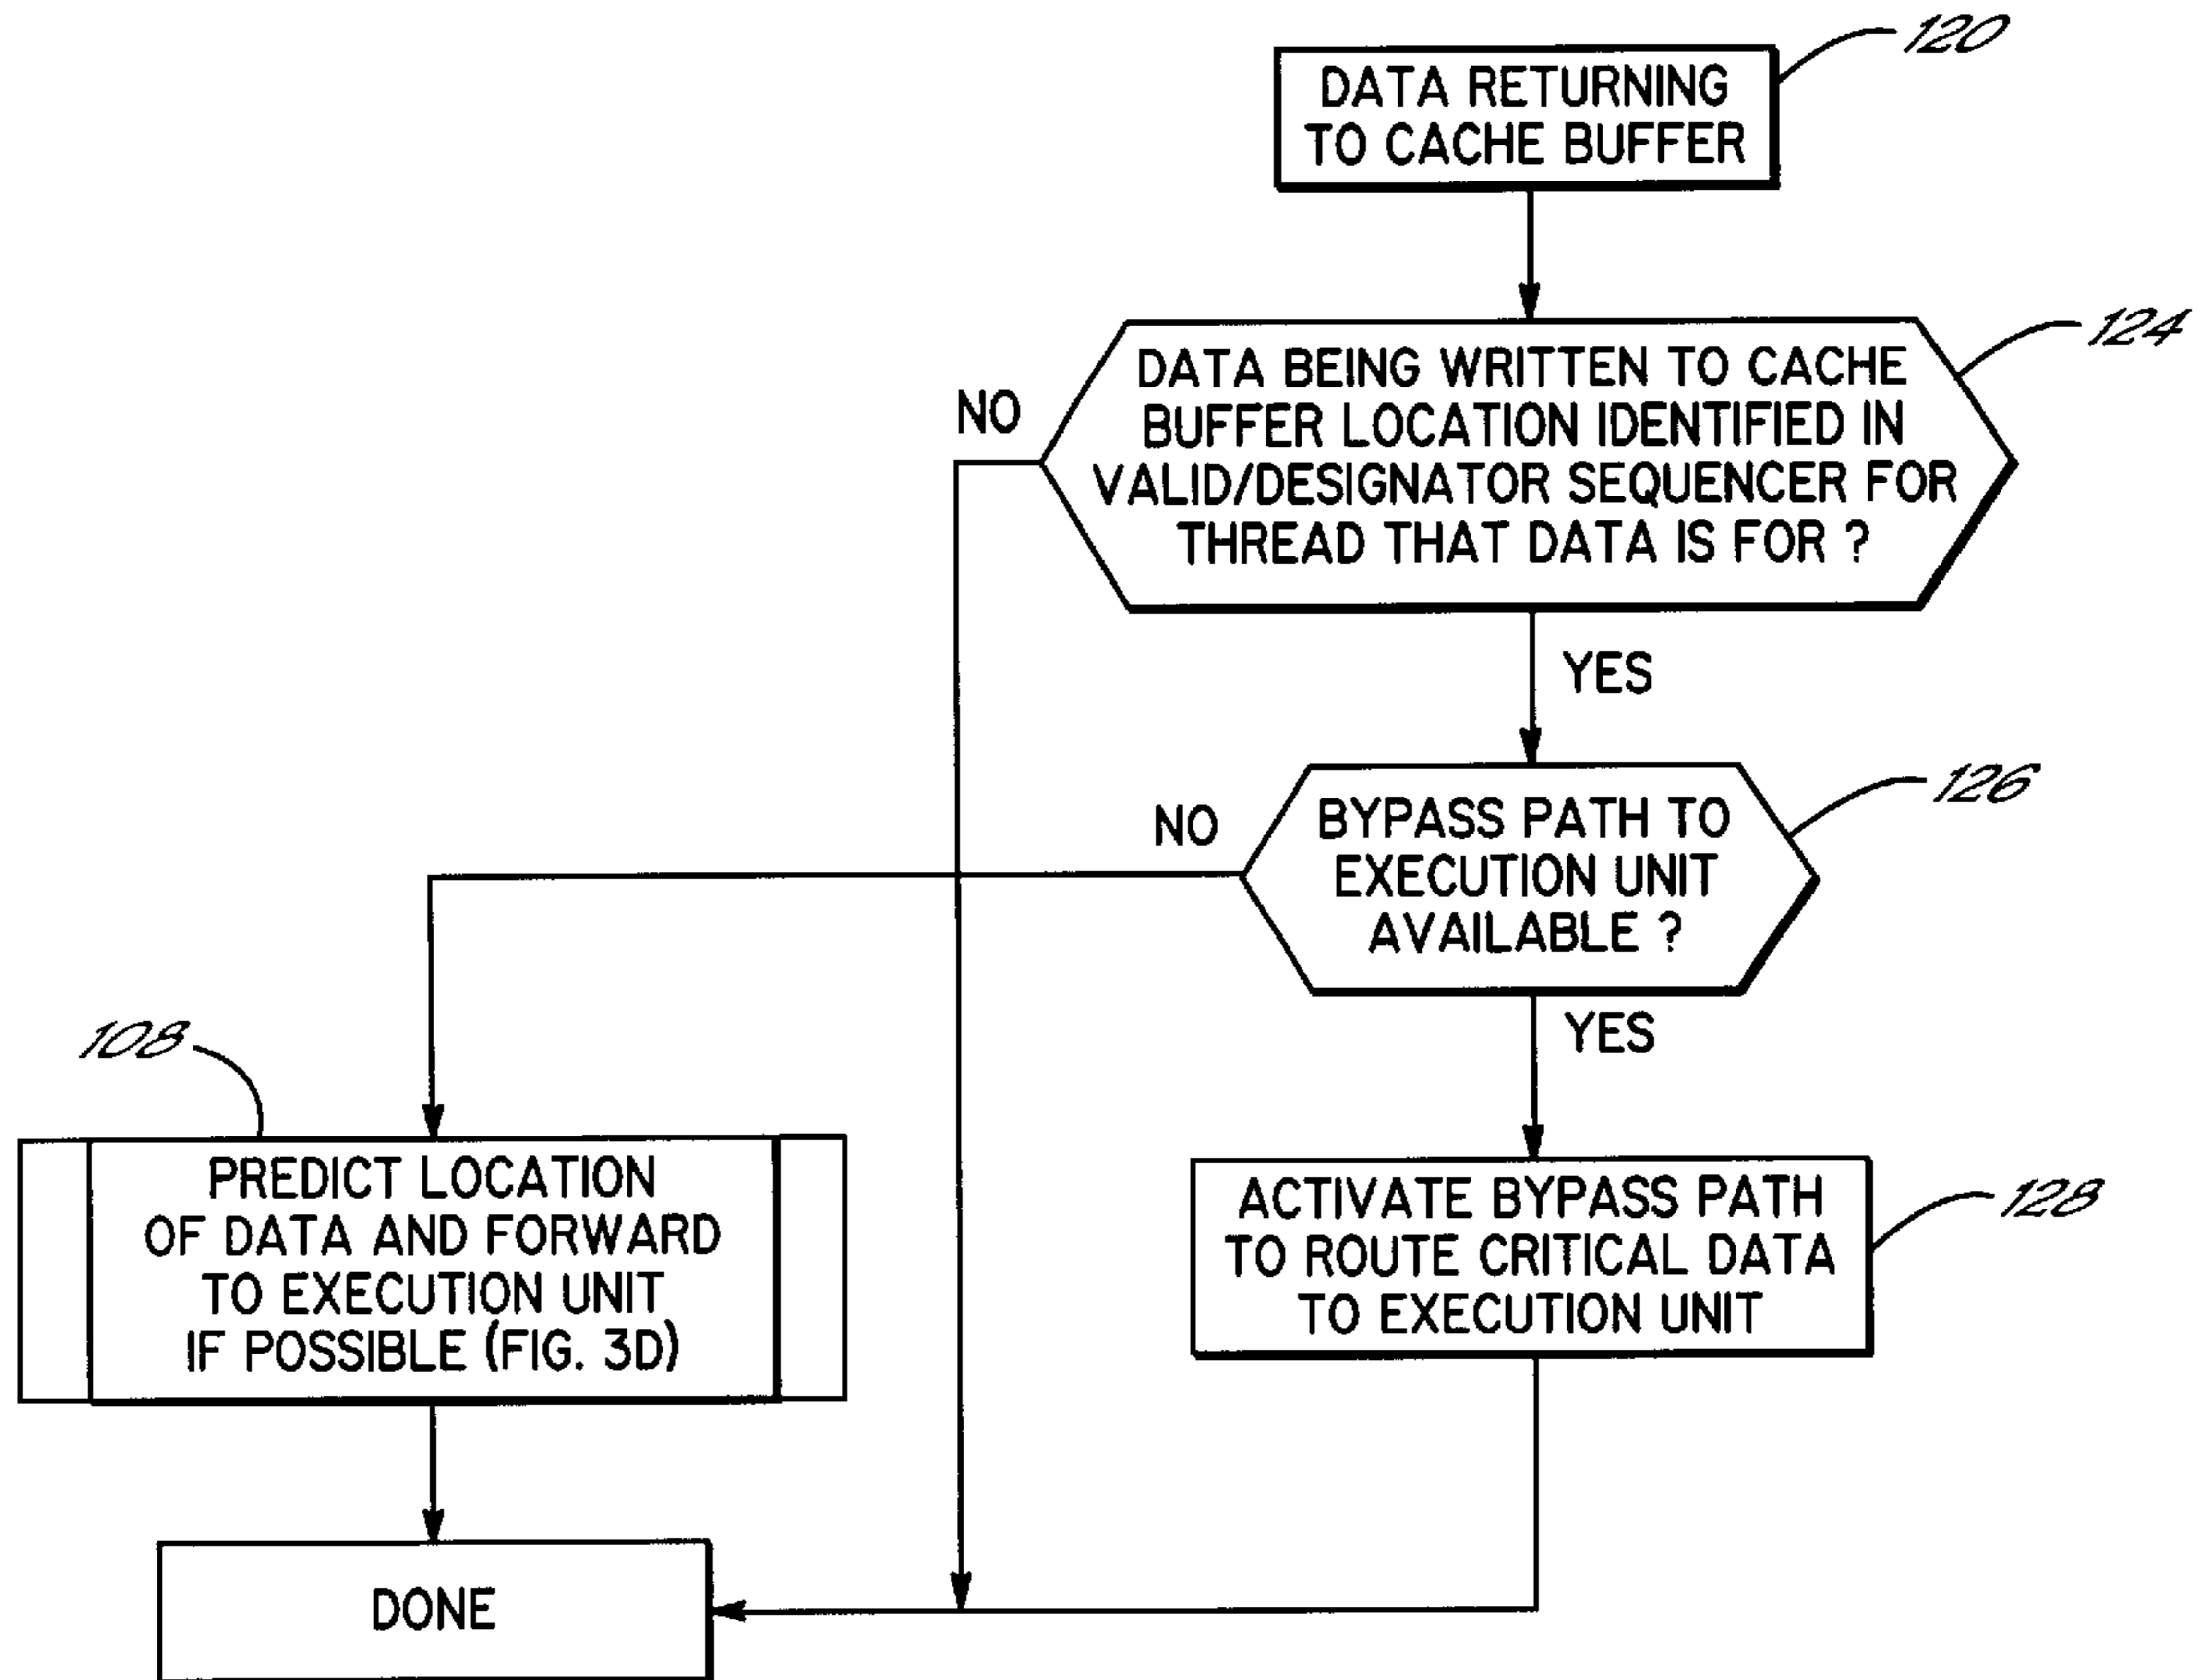 120
DATA RETURNING
TO CACHE BUFFER
124
DATA BEING WRITTEN TO CACHE
BUFFER LOCATION IDENTIFIED IN
VALID/DESIGNATOR SEQUENCER FOR
THREAD THAT DATA IS FOR ?
NO
YES
126
BYPASS PATH TO
EXECUTION UNIT
AVAILABLE ?
NO
YES
108
PREDICT LOCATION
OF DATA AND FORWARD
TO EXECUTION UNIT
IF POSSIBLE (FIG. 3D)
128
ACTIVATE BYPASS PATH
TO ROUTE CRITICAL DATA
TO EXECUTION UNIT
DONE